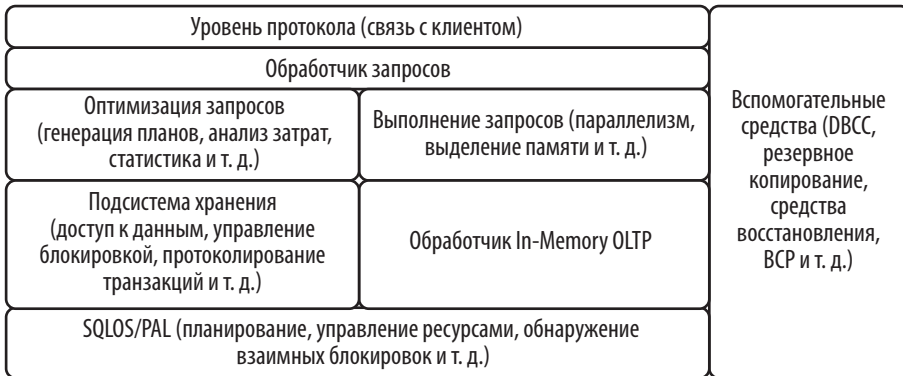 Уровень протокола (связь с клиентом)
Обработчик запросов
Оптимизация запросов
(генерация планов, анализ затрат,
статистика и т. д.)
Выполнение запросов (параллелизм,
выделение памяти и т. д.)
Подсистема хранения
(доступ к данным, управление
блокировкой, протоколирование
транзакций и т. д.)
Обработчик In-Memory OLTP
SQLOS/PAL (планирование, управление ресурсами, обнаружение
взаимных блокировок и т. д.)
Вспомогательные
средства (DBCC,
резервное
копирование,
средства
восстановления,
BCP и т. д.)